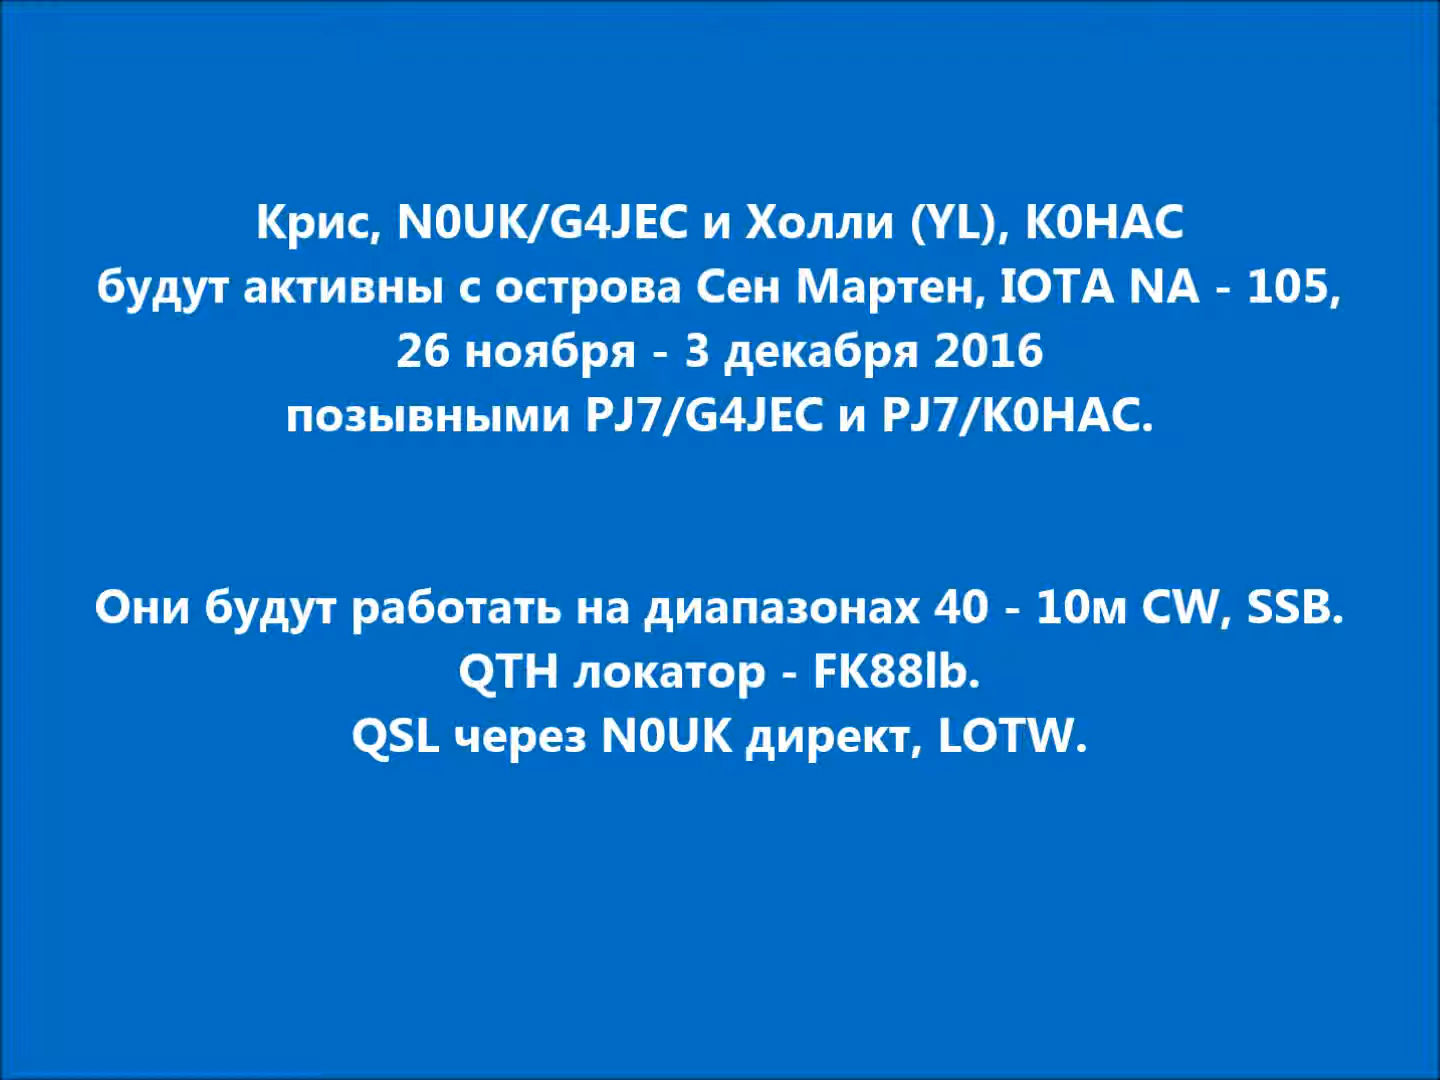 Крис, N0UK/G4JEC и Холли (YL), K0HAC
будут активны с острова Сен Мартен, IOTA NA - 105,
26 ноября - 3 декабря 2016
позывными PJ7/G4JEC и PJ7/K0HAC.
Они будут работать на диапазонах 40 - 10м CW, SSB.
QTH локатор - FK88lb.
QSL через N0UK директ, LOTW.